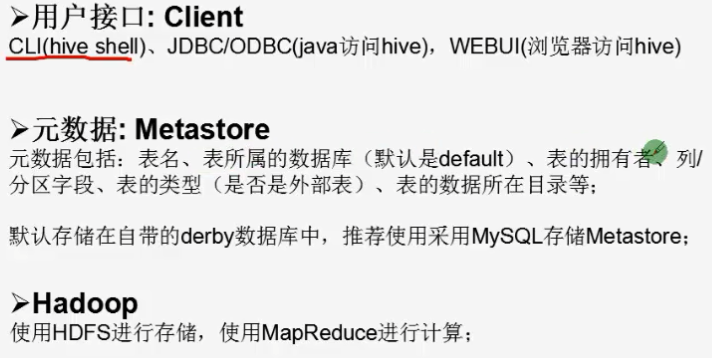 ➢用户接口: Client
CLI(hive shell)、JDBC/ODBC(java访问hive)，WEBUI(浏览器访问hive)
➢元数据: Metastore
元数据包括：表名、表所属的数据库（默认是default）、表的拥有者、列/
分区字段、表的类型（是否是外部表）、表的数据所在目录等；
默认存储在自带的derby数据库中，推荐使用采用MySQL存储Metastore；
➢Hadoop
使用HDFS进行存储，使用MapReduce进行计算；